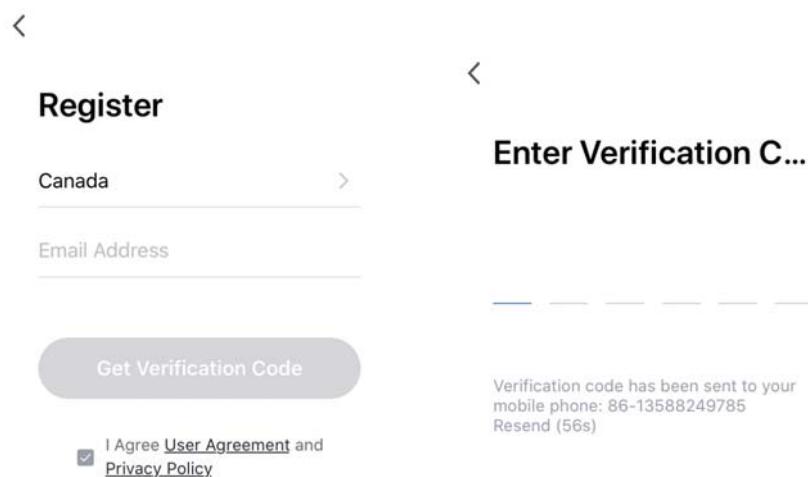 Register
Canada
Email Address
Get Verification Code
I Agree User Agreement and
Privacy Policy
Enter Verification C...
Verification code has been sent to your
mobile phone: 86-13588249785
Resend (56s)